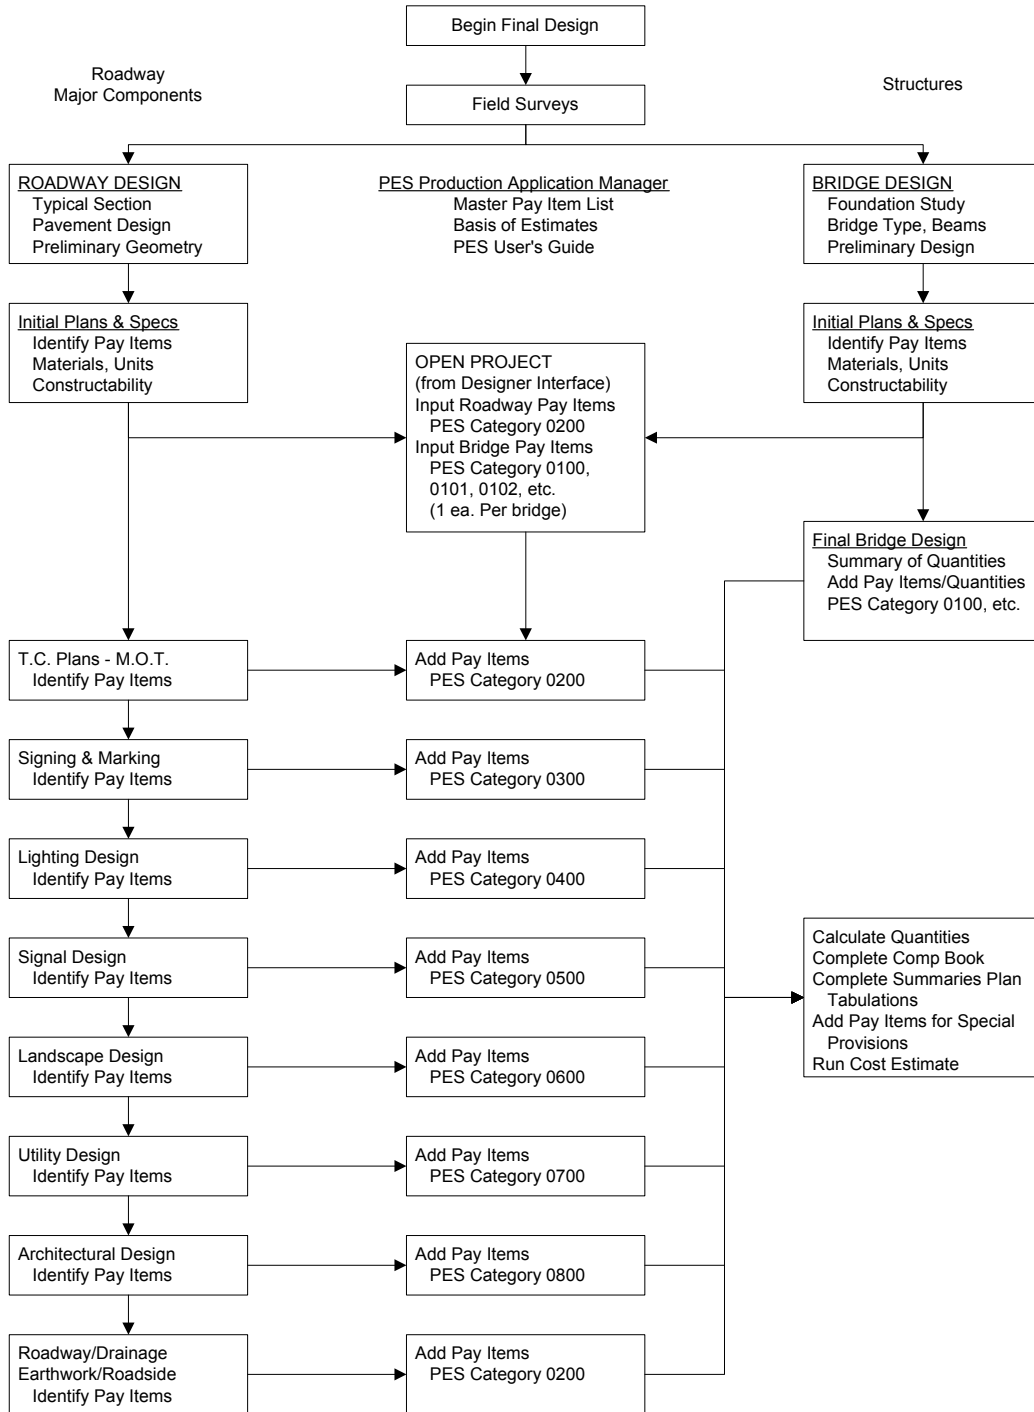 Begin Final Design
Roadway
Major Components
Field Surveys
Structures
ROADWAY DESIGN
Typical Section
Pavement Design
Preliminary Geometry
PES Production Application Manager
Master Pay Item List
Basis of Estimates
PES User's Guide
BRIDGE DESIGN
Foundation Study
Bridge Type, Beams
Preliminary Design
Initial Plans & Specs
Identify Pay Items
Materials, Units
Constructability
OPEN PROJECT
(from Designer Interface)
Input Roadway Pay Items
PES Category 0200
Input Bridge Pay Items
PES Category 0100,
0101, 0102, etc.
(1 ea. Per bridge)
Initial Plans & Specs
Identify Pay Items
Materials, Units
Constructability
Final Bridge Design
Summary of Quantities
Add Pay Items/Quantities
PES Category 0100, etc.
T.C. Plans - M.O.T.
Identify Pay Items
Add Pay Items
PES Category 0200
Signing & Marking
Identify Pay Items
Add Pay Items
PES Category 0300
Lighting Design
Identify Pay Items
Add Pay Items
PES Category 0400
Signal Design
Identify Pay Items
Add Pay Items
PES Category 0500
Calculate Quantities
Complete Comp Book
Complete Summaries Plan
Tabulations
Add Pay Items for Special
Provisions
Run Cost Estimate
Landscape Design
Identify Pay Items
Add Pay Items
PES Category 0600
Utility Design
Identify Pay Items
Add Pay Items
PES Category 0700
Architectural Design
Identify Pay Items
Add Pay Items
PES Category 0800
Roadway/Drainage
Earthwork/Roadside
Identify Pay Items
Add Pay Items
PES Category 0200